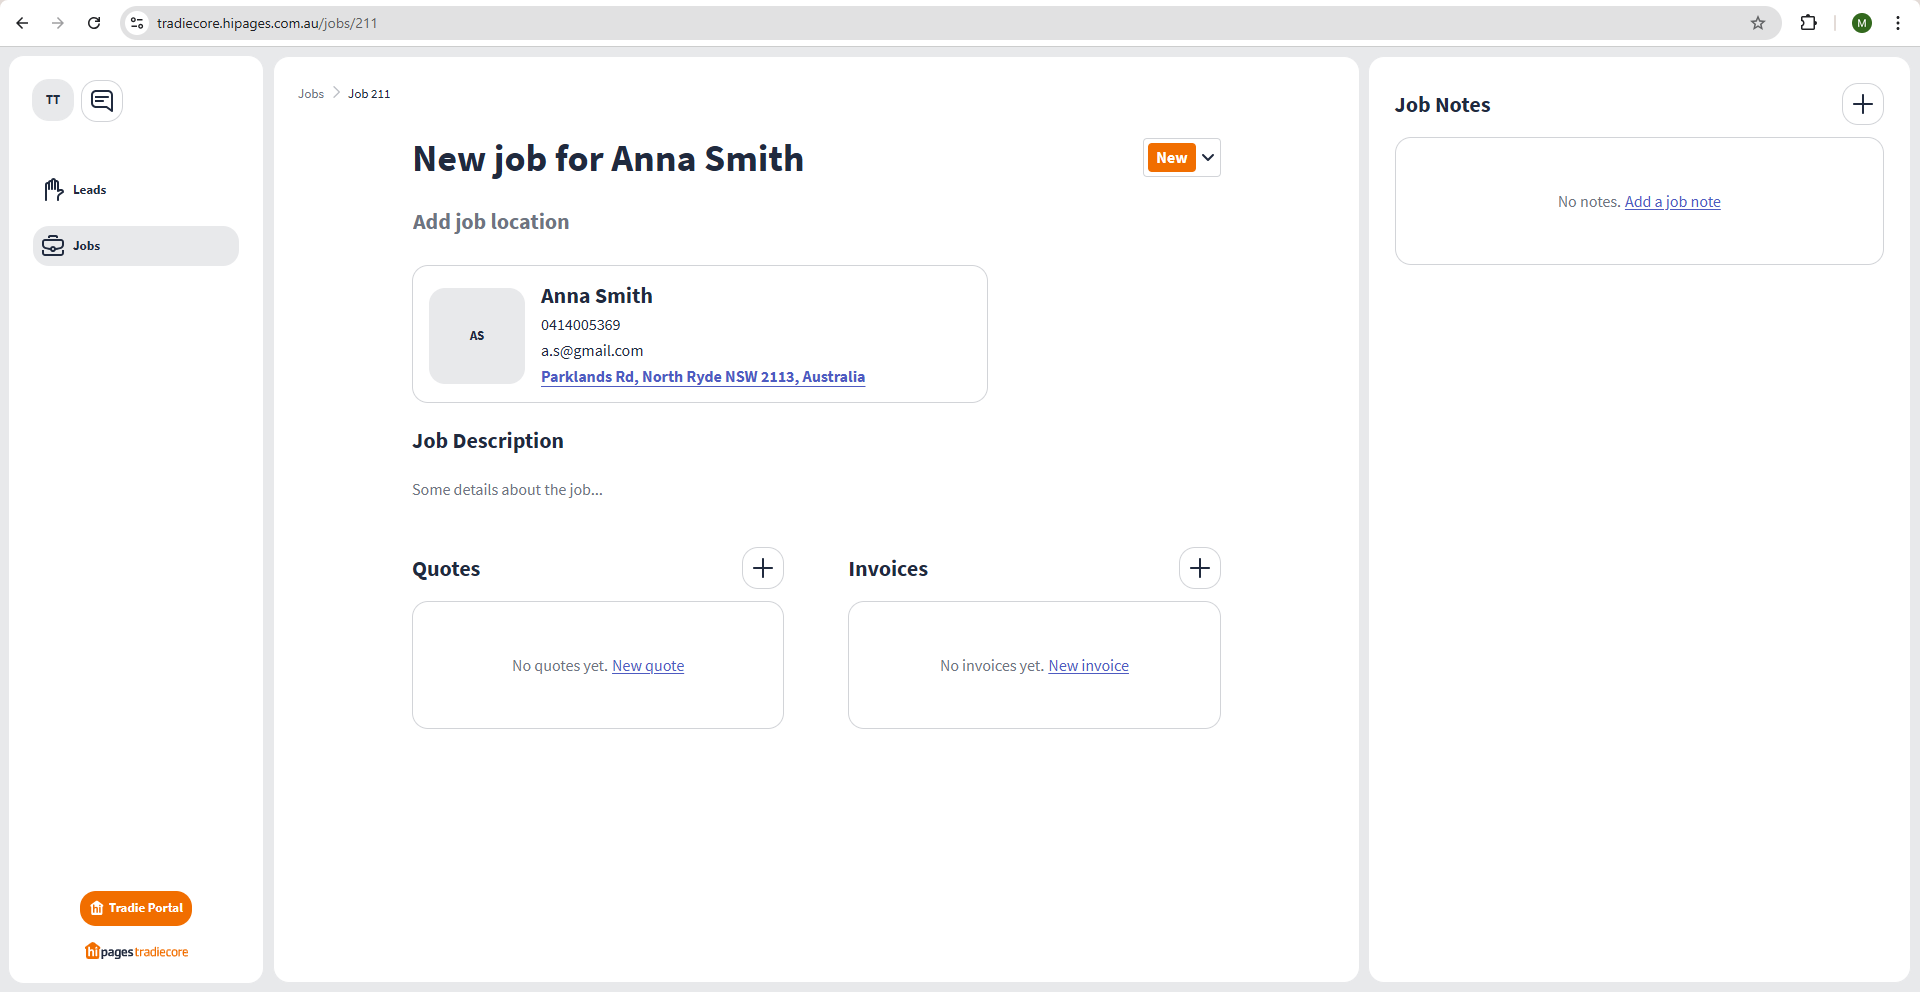 tradiecore.hipages.com.au/jobs/211
M
TT
Leads
Jobs
Tradie Portal
hipages tradiecore
Jobs > Job 211
New job for Anna Smith
New
Add job location
AS
Anna Smith
0414005369
a.s@gmail.com
Parklands Rd, North Ryde NSW 2113, Australia
Job Description
Some details about the job...
Quotes
No quotes yet. New quote
Invoices
No invoices yet. New invoice
Job Notes
No notes. Add a job note